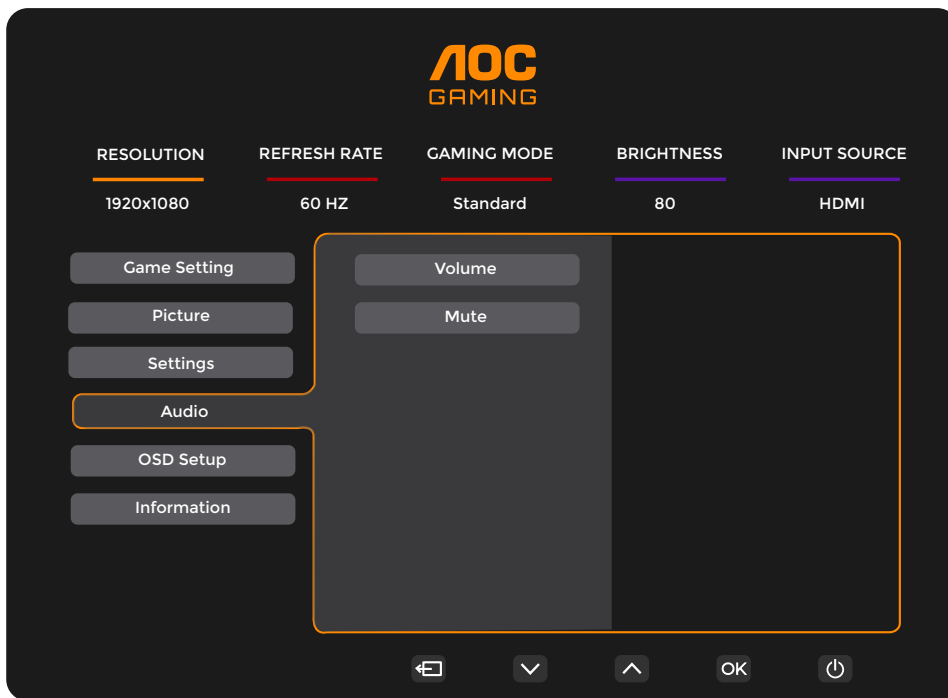 AOC
GAMING
RESOLUTION REFRESH RATE GAMING MODE BRIGHTNESS INPUT SOURCE
1920x1080 60 HZ Standard 80 HDMI
Game Setting Volume
Picture Mute
Settings
Audio
OSD Setup
Information
OK